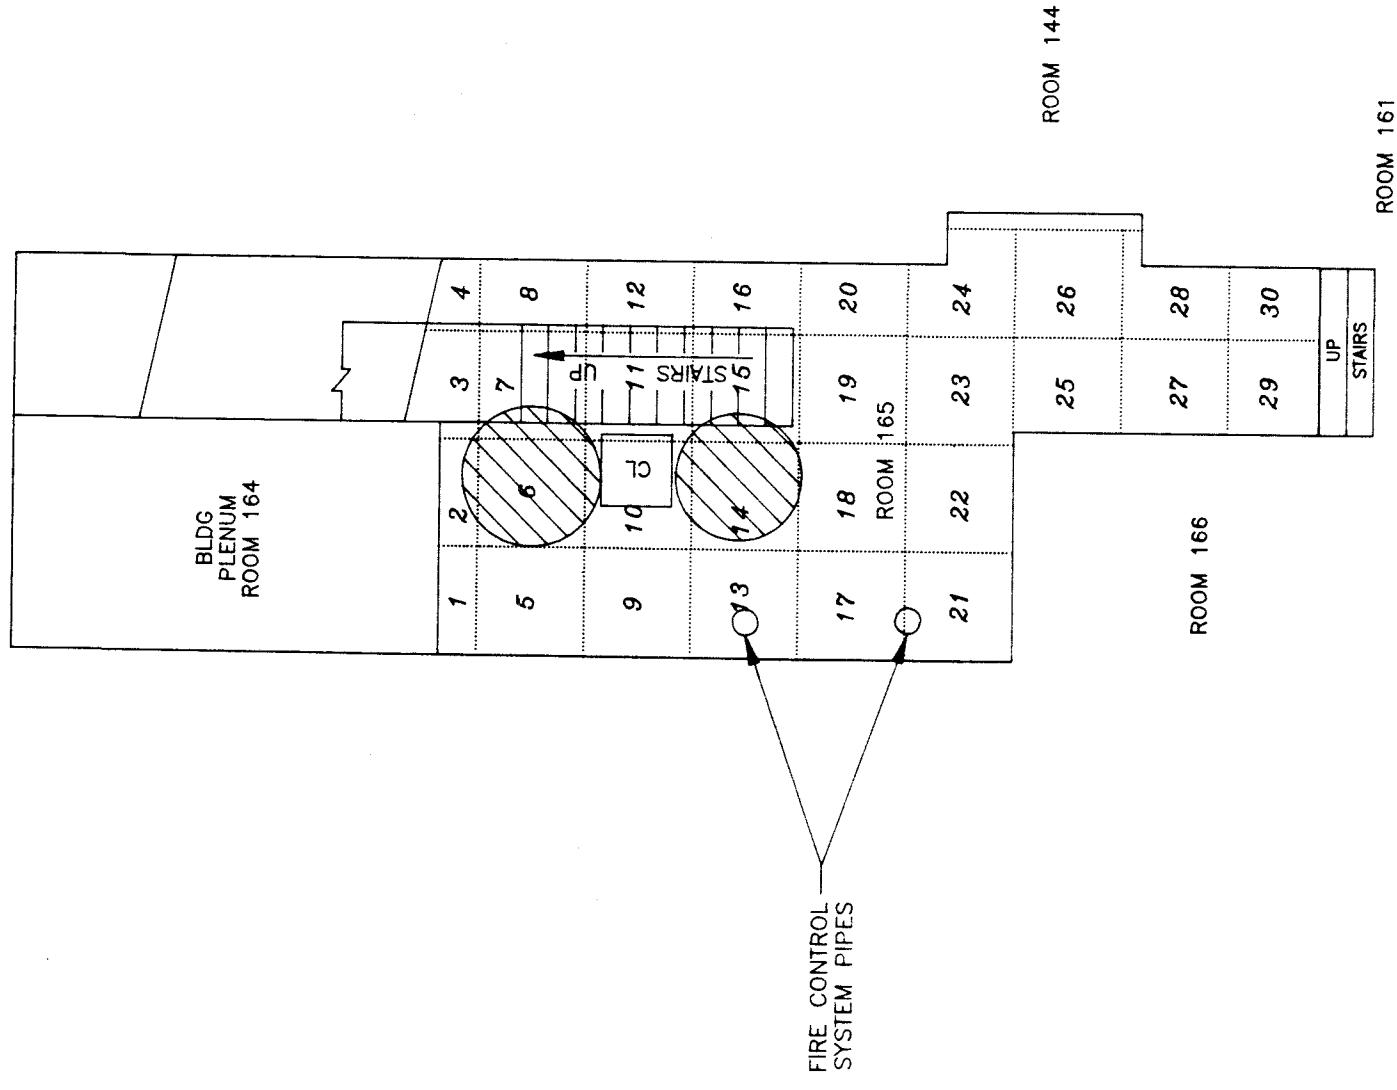 ROOM 144
ROOM 161
BLDG
PLENUM
ROOM 164
1
2
3
4
5
6
7
8
9
10
11
12
13
14
15
16
UP
STAIRS
CL
17
18
19
20
ROOM 165
21
22
23
24
25
26
27
28
29
30
UP
STAIRS
ROOM 166
FIRE CONTROL
SYSTEM PIPES